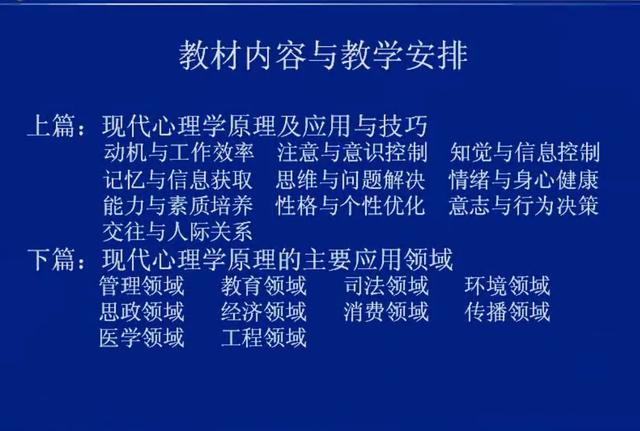 教材内容与教学安排
上篇：现代心理学原理及应用与技巧
动机与工作效率 注意与意识控制 知觉与信息控制
记忆与信息获取 思维与问题解决 情绪与身心健康
能力与素质培养 性格与个性优化 意志与行为决策
交往与人际关系
下篇：现代心理学原理的主要应用领域
管理领域 教育领域 司法领域 环境领域
思政领域 经济领域 消费领域 传播领域
医学领域 工程领域